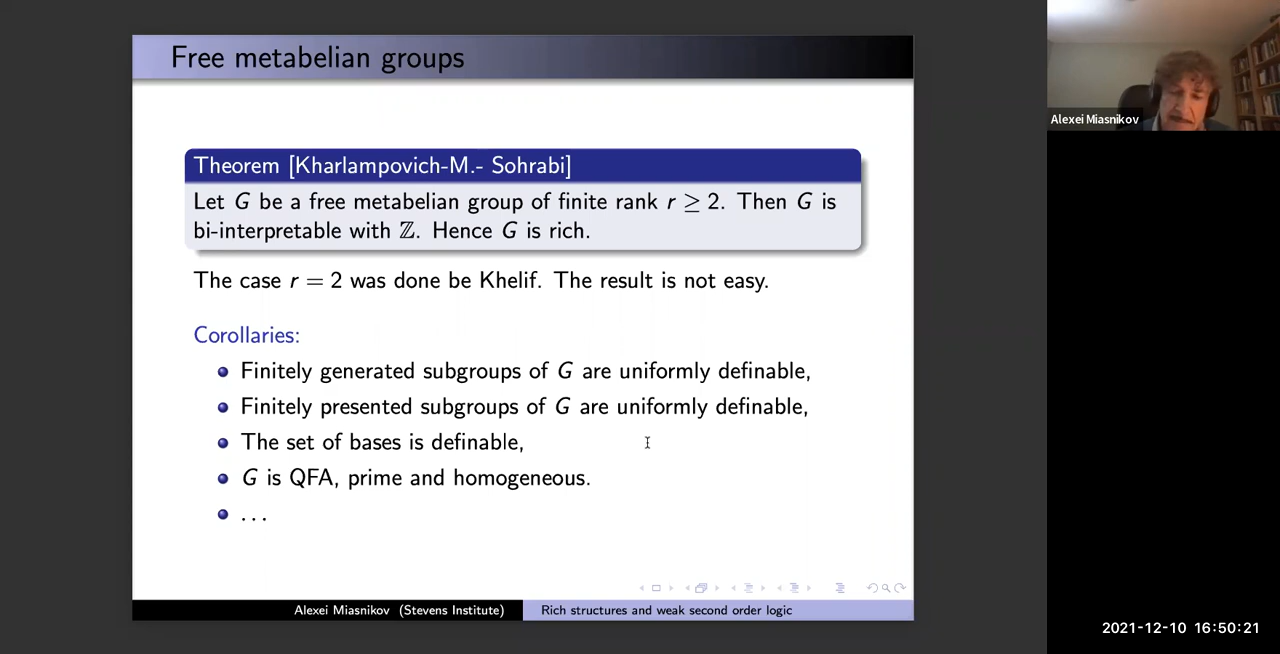 Free metabelian groups
Theorem [Kharlampovich-M.- Sohrabi]
Let G be a free metabelian group of finite rank r ≥ 2. Then G is
bi-interpretable with ℤ. Hence G is rich.
The case r = 2 was done be Khelif. The result is not easy.
Corollaries:
Finitely generated subgroups of G are uniformly definable,
Finitely presented subgroups of G are uniformly definable,
The set of bases is definable,
G is QFA, prime and homogeneous.
...
Alexei Miasnikov (Stevens Institute)
Rich structures and weak second order logic
Alexei Miasnikov
2021-12-10 16:50:21